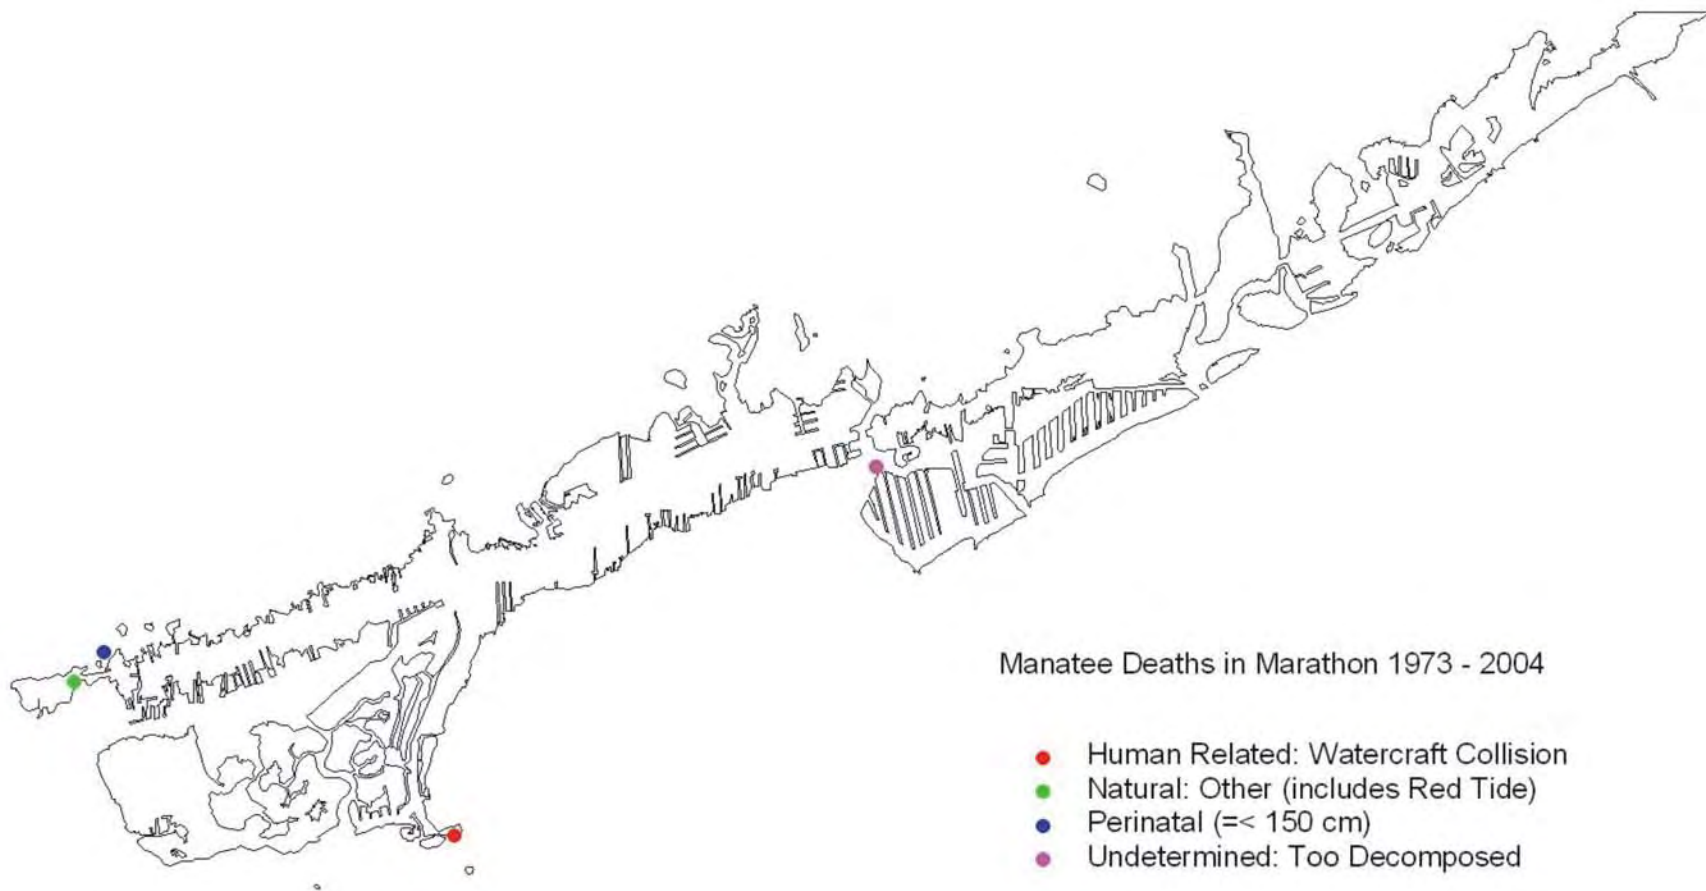 Manatee Deaths in Marathon 1973 - 2004
Human Related: Watercraft Collision
Natural: Other (includes Red Tide)
Perinatal (=< 150 cm)
Undetermined: Too Decomposed